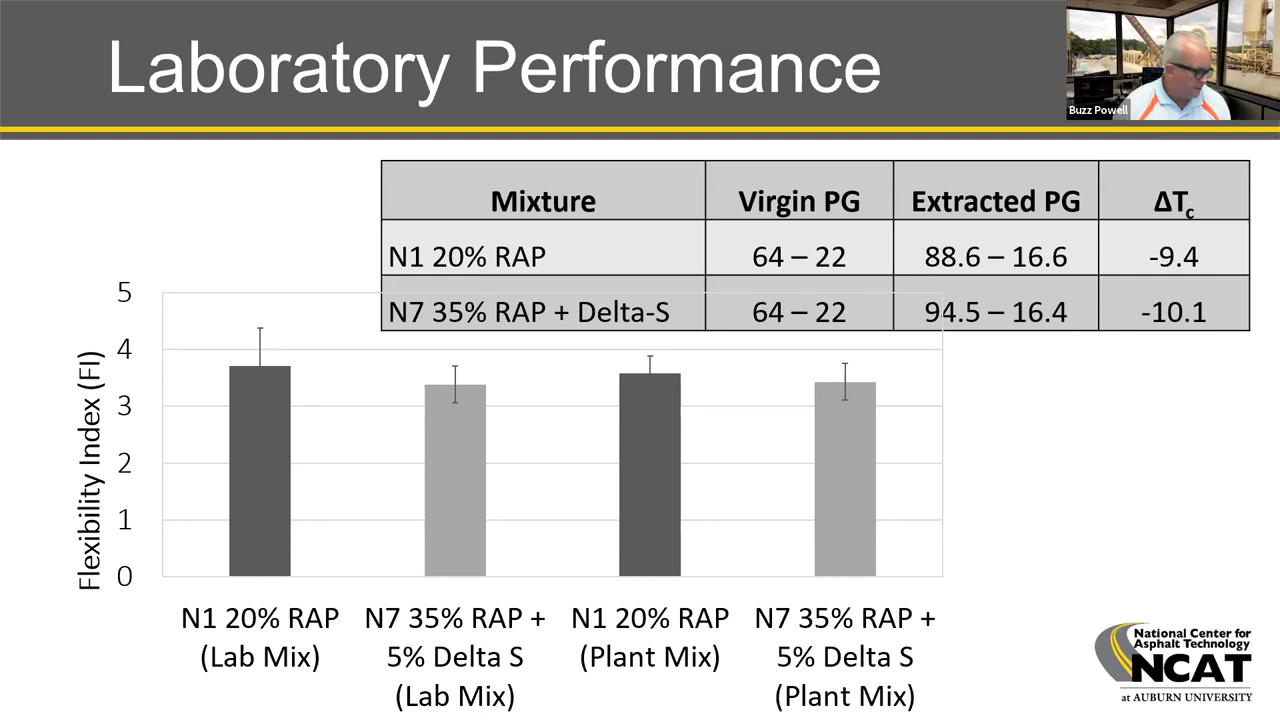 Laboratory Performance
Buzz Powell
Mixture Virgin PG Extracted PG ΔTc
N1 20% RAP 64 – 22 88.6 – 16.6 -9.4
N7 35% RAP + Delta-S 64 – 22 94.5 – 16.4 -10.1
Flexibility Index (FI)
5
4
3
2
1
0
N1 20% RAP
(Lab Mix)
N7 35% RAP +
5% Delta S
(Lab Mix)
N1 20% RAP
(Plant Mix)
N7 35% RAP +
5% Delta S
(Plant Mix)
National Center for
Asphalt Technology
NCAT
at AUBURN UNIVERSITY